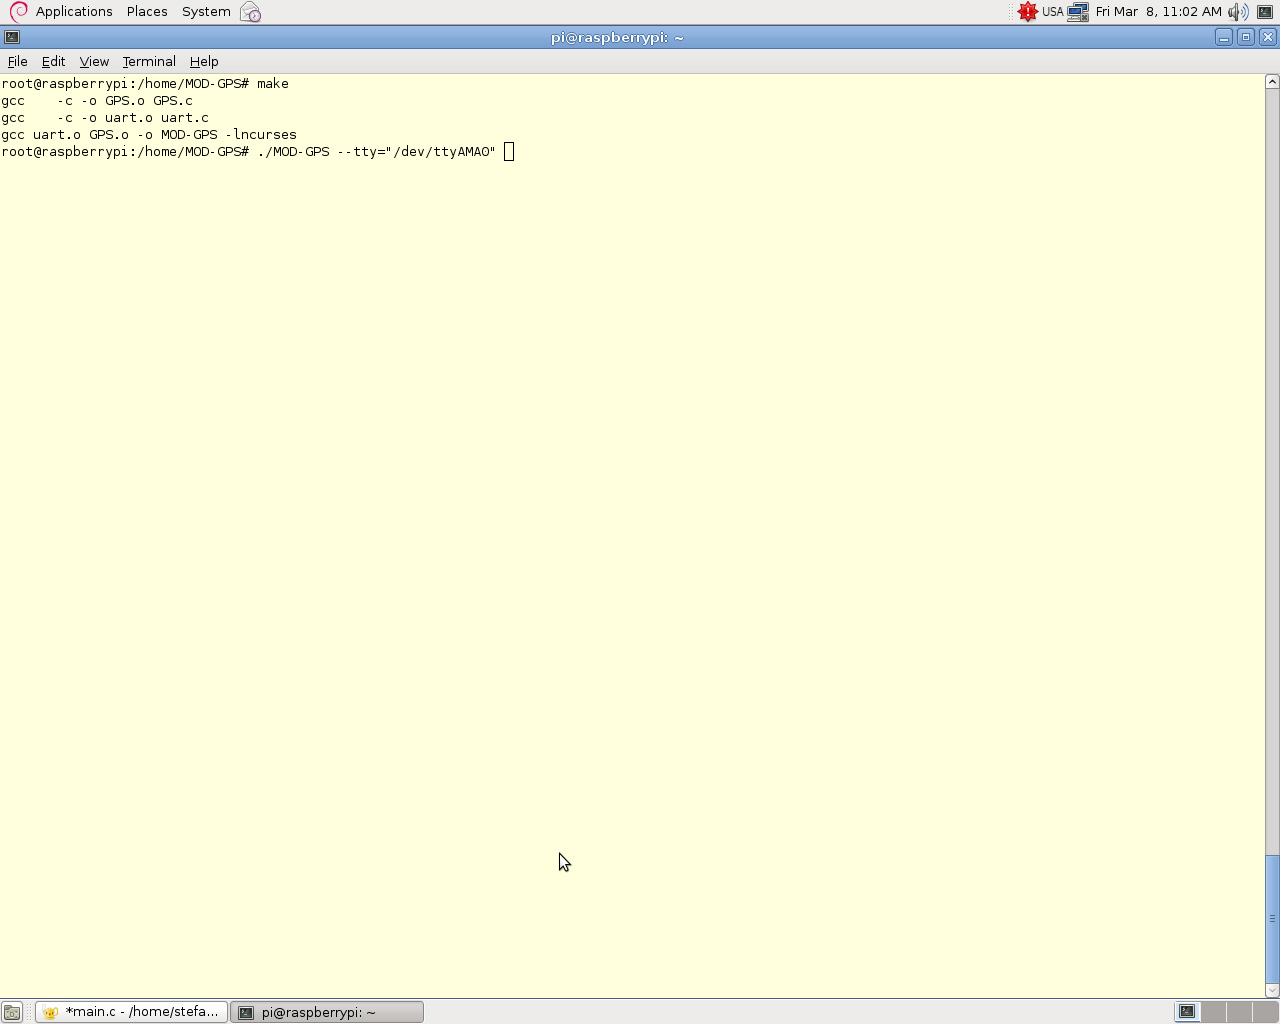 Applications Places System USA Fri Mar 8, 11:02 AM
pi@raspberrypi: ~
File Edit View Terminal Help
root@raspberrypi:/home/MOD-GPS# make
gcc    -c -o GPS.o GPS.c
gcc    -c -o uart.o uart.c
gcc uart.o GPS.o -o MOD-GPS -lncurses
root@raspberrypi:/home/MOD-GPS# ./MOD-GPS --tty="/dev/ttyAMA0"
*main.c - /home/stefa... pi@raspberrypi: ~